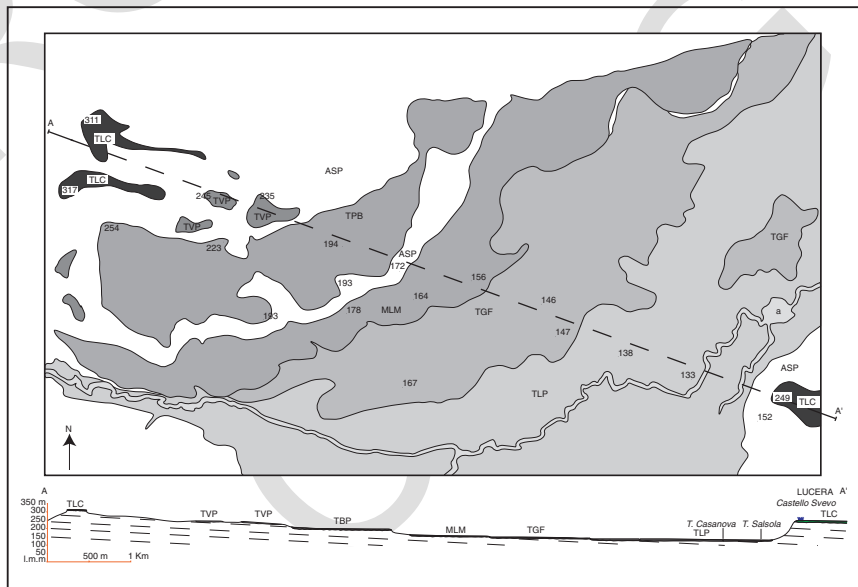 A
311
TLC
TLC
317
ASP
245
TVP
235
TVP
TVP
TPB
254
223
194
ASP
172
193
193
178
MLM
164
156
TGF
146
147
167
TGF
a
138
133
TLP
ASP
249
TLC
152
A'
N
A
TLC
TVP
TVP
TBP
MLM
TGF
TLP
T. Casanova
T. Salsola
LUCERA
A'
Castello Svevo
TLC
350 m
300
250
200
150
100
50
l.m.m
500 m
1 Km